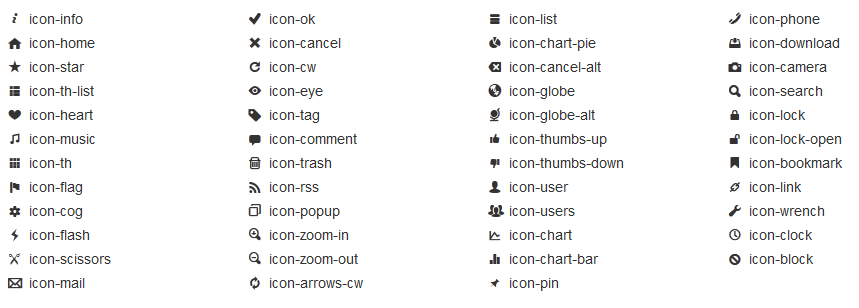 icon-info
icon-home
icon-star
icon-th-list
icon-heart
icon-music
icon-th
icon-flag
icon-cog
icon-flash
icon-scissors
icon-mail
icon-ok
icon-cancel
icon-cw
icon-eye
icon-tag
icon-comment
icon-trash
icon-rss
icon-popup
icon-zoom-in
icon-zoom-out
icon-arrows-cw
icon-list
icon-chart-pie
icon-cancel-alt
icon-globe
icon-globe-alt
icon-thumbs-up
icon-thumbs-down
icon-user
icon-users
icon-chart
icon-chart-bar
icon-pin
icon-phone
icon-download
icon-camera
icon-search
icon-lock
icon-lock-open
icon-bookmark
icon-link
icon-wrench
icon-clock
icon-block